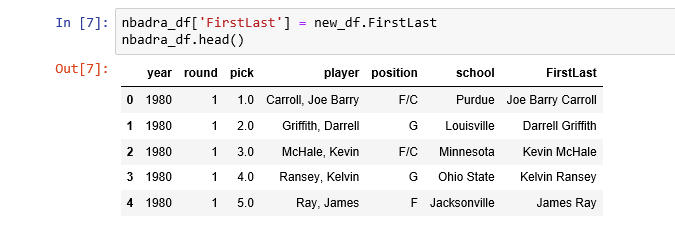 In [7]: nbadra_df['FirstLast'] = new_df.FirstLast
nbadra_df.head()
Out[7]:
year round pick player position school FirstLast
0 1980 1 1.0 Carroll, Joe Barry F/C Purdue Joe Barry Carroll
1 1980 1 2.0 Griffith, Darrell G Louisville Darrell Griffith
2 1980 1 3.0 McHale, Kevin F/C Minnesota Kevin McHale
3 1980 1 4.0 Ransey, Kelvin G Ohio State Kelvin Ransey
4 1980 1 5.0 Ray, James F Jacksonville James Ray